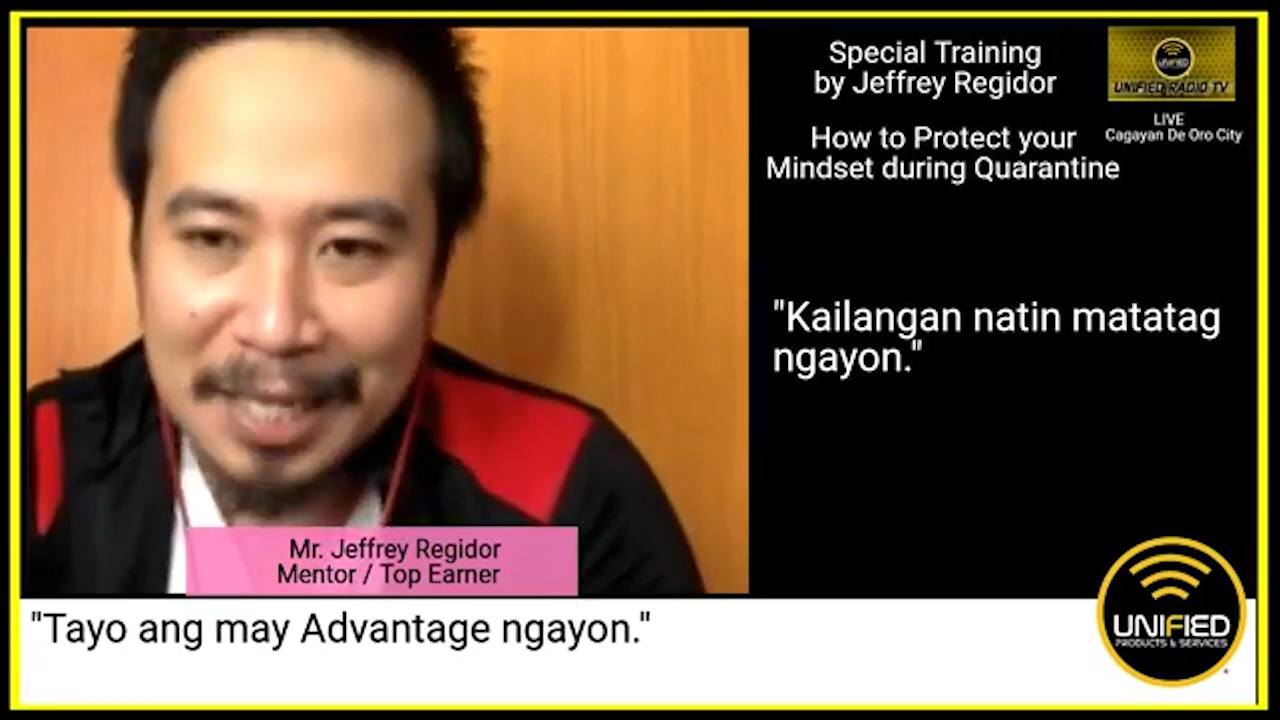 Special Training
by Jeffrey Regidor
UNIFIED
UNIFIED RADIO TV
LIVE
Cagayan De Oro City
How to Protect your
Mindset during Quarantine
"Kailangan natin matatag
ngayon."
Mr. Jeffrey Regidor
Mentor / Top Earner
"Tayo ang may Advantage ngayon."
UNIFIED
PRODUCTS & SERVICES